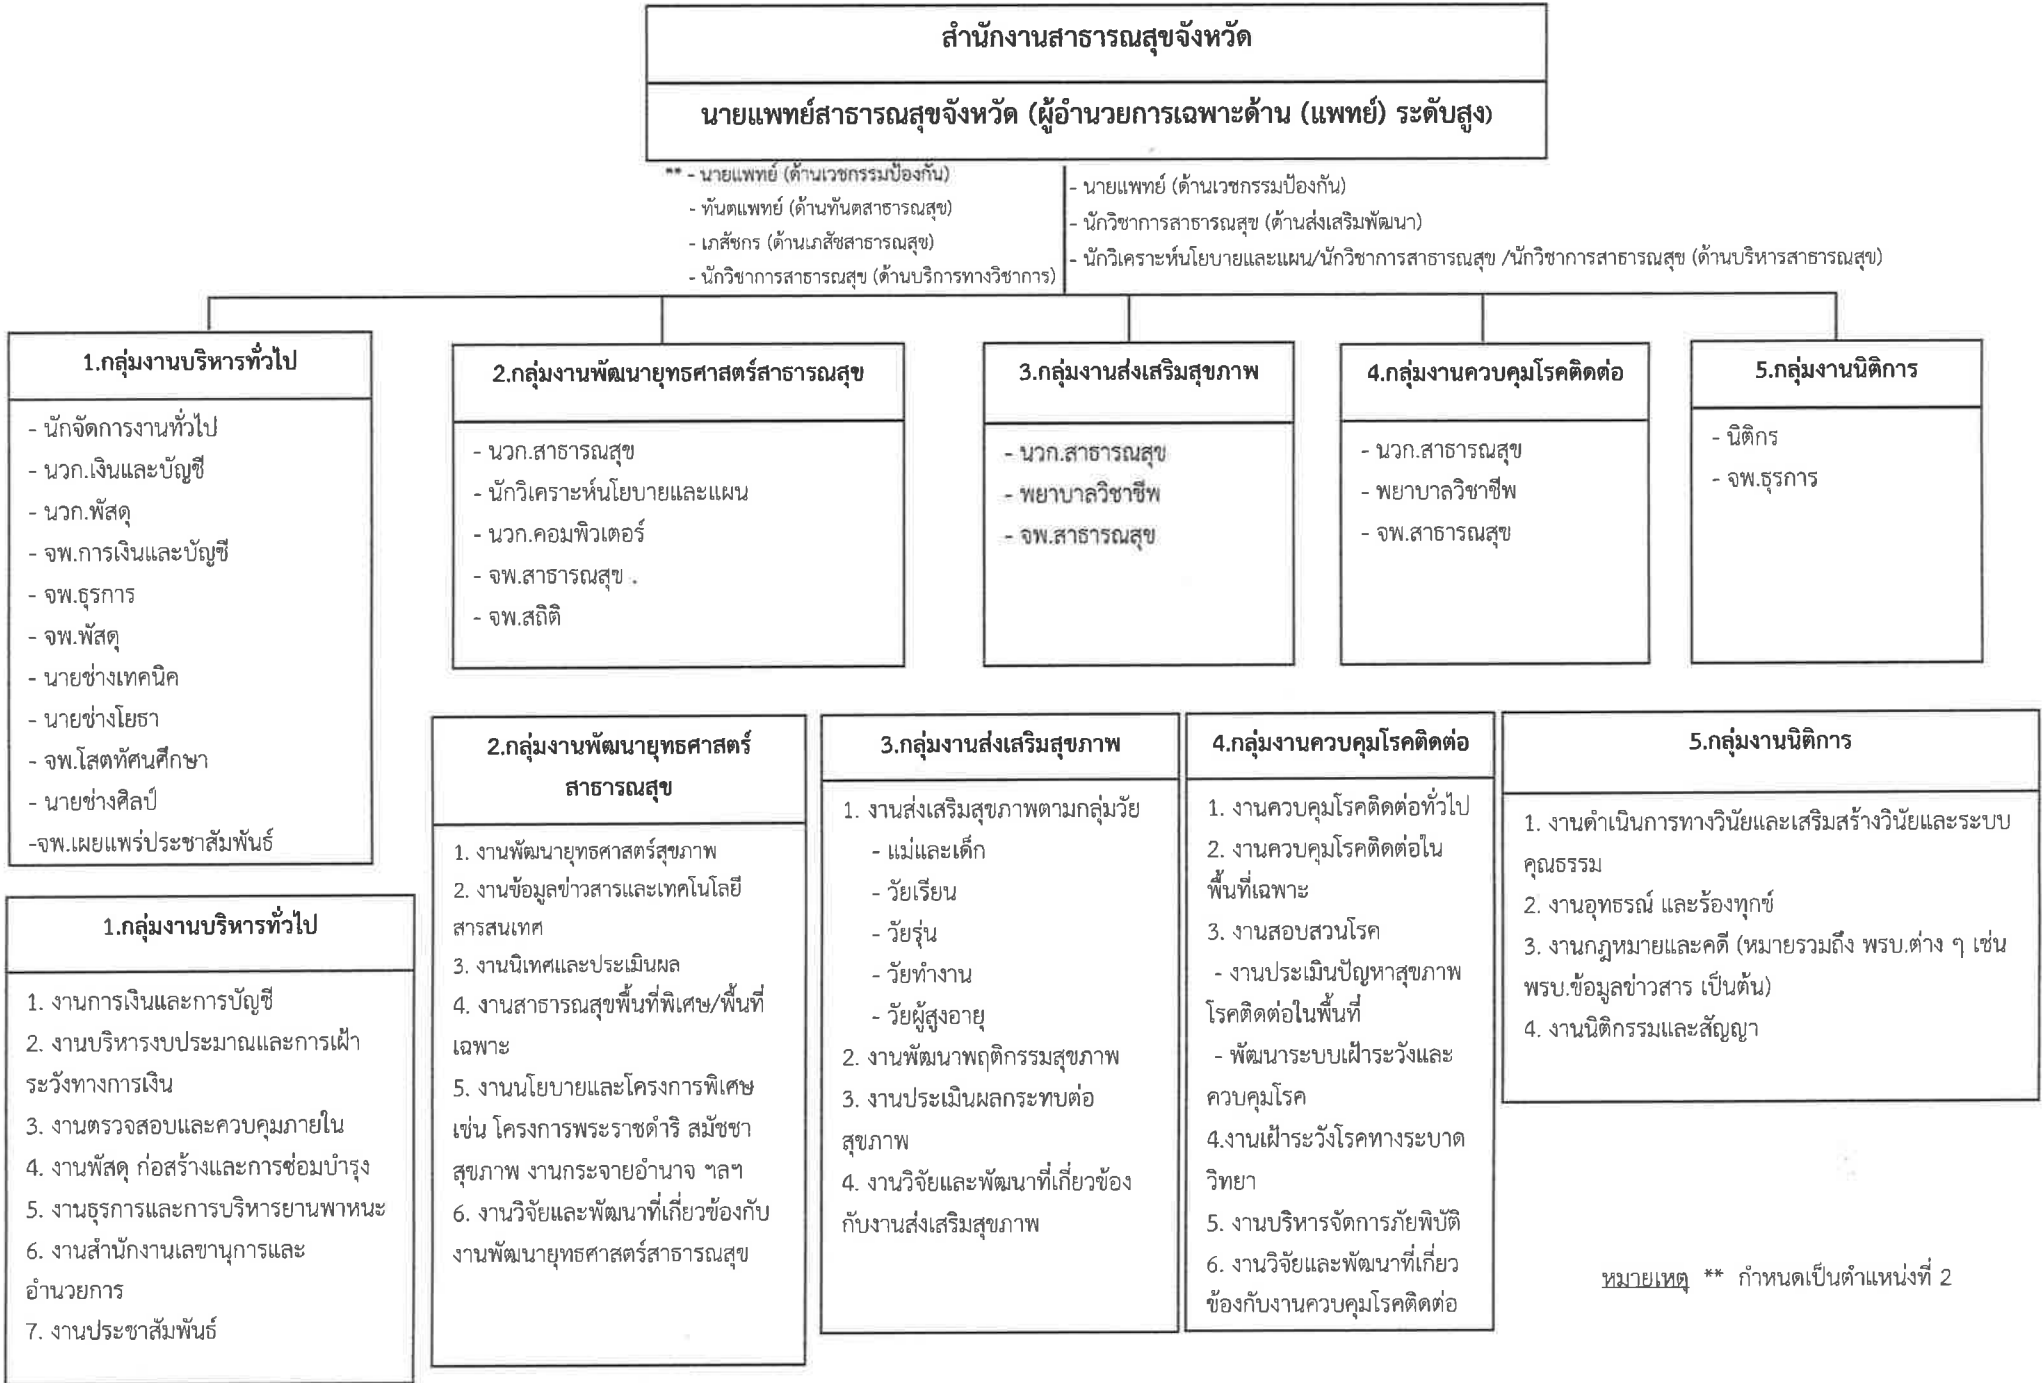 สำนักงานสาธารณสุขจังหวัด
นายแพทย์สาธารณสุขจังหวัด (ผู้อำนวยการเฉพาะด้าน (แพทย์) ระดับสูง)
** - นายแพทย์ (ด้านเวชกรรมป้องกัน)
- ทันตแพทย์ (ด้านทันตสาธารณสุข)
- เภสัชกร (ด้านเภสัชสาธารณสุข)
- นักวิชาการสาธารณสุข (ด้านบริการทางวิชาการ)
- นายแพทย์ (ด้านเวชกรรมป้องกัน)
- นักวิชาการสาธารณสุข (ด้านส่งเสริมพัฒนา)
- นักวิเคราะห์นโยบายและแผน/นักวิชาการสาธารณสุข /นักวิชาการสาธารณสุข (ด้านบริหารสาธารณสุข)
1.กลุ่มงานบริหารทั่วไป
- นักจัดการงานทั่วไป
- นวก.เงินและบัญชี
- นวก.พัสดุ
- จพ.การเงินและบัญชี
- จพ.ธุรการ
- จพ.พัสดุ
- นายช่างเทคนิค
- นายช่างโยธา
- จพ.โสตทัศนศึกษา
- นายช่างศิลป์
-จพ.เผยแพร่ประชาสัมพันธ์
2.กลุ่มงานพัฒนายุทธศาสตร์สาธารณสุข
- นวก.สาธารณสุข
- นักวิเคราะห์นโยบายและแผน
- นวก.คอมพิวเตอร์
- จพ.สาธารณสุข .
- จพ.สถิติ
3.กลุ่มงานส่งเสริมสุขภาพ
- นวก.สาธารณสุข
- พยาบาลวิชาชีพ
- จพ.สาธารณสุข
4.กลุ่มงานควบคุมโรคติดต่อ
- นวก.สาธารณสุข
- พยาบาลวิชาชีพ
- จพ.สาธารณสุข
5.กลุ่มงานนิติการ
- นิติกร
- จพ.ธุรการ
1.กลุ่มงานบริหารทั่วไป
1. งานการเงินและการบัญชี
2. งานบริหารงบประมาณและการเฝ้า
ระวังทางการเงิน
3. งานตรวจสอบและควบคุมภายใน
4. งานพัสดุ ก่อสร้างและการซ่อมบำรุง
5. งานธุรการและการบริหารยานพาหนะ
6. งานสำนักงานเลขานุการและ
อำนวยการ
7. งานประชาสัมพันธ์
2.กลุ่มงานพัฒนายุทธศาสตร์
สาธารณสุข
1. งานพัฒนายุทธศาสตร์สุขภาพ
2. งานข้อมูลข่าวสารและเทคโนโลยี
สารสนเทศ
3. งานนิเทศและประเมินผล
4. งานสาธารณสุขพื้นที่พิเศษ/พื้นที่
เฉพาะ
5. งานนโยบายและโครงการพิเศษ
เช่น โครงการพระราชดำริ สมัชชา
สุขภาพ งานกระจายอำนาจ ฯลฯ
6. งานวิจัยและพัฒนาที่เกี่ยวข้องกับ
งานพัฒนายุทธศาสตร์สาธารณสุข
3.กลุ่มงานส่งเสริมสุขภาพ
1. งานส่งเสริมสุขภาพตามกลุ่มวัย
- แม่และเด็ก
- วัยเรียน
- วัยรุ่น
- วัยทำงาน
- วัยผู้สูงอายุ
2. งานพัฒนาพฤติกรรมสุขภาพ
3. งานประเมินผลกระทบต่อ
สุขภาพ
4. งานวิจัยและพัฒนาที่เกี่ยวข้อง
กับงานส่งเสริมสุขภาพ
4.กลุ่มงานควบคุมโรคติดต่อ
1. งานควบคุมโรคติดต่อทั่วไป
2. งานควบคุมโรคติดต่อใน
พื้นที่เฉพาะ
3. งานสอบสวนโรค
- งานประเมินปัญหาสุขภาพ
โรคติดต่อในพื้นที่
- พัฒนาระบบเฝ้าระวังและ
ควบคุมโรค
4.งานเฝ้าระวังโรคทางระบาด
วิทยา
5. งานบริหารจัดการภัยพิบัติ
6. งานวิจัยและพัฒนาที่เกี่ยว
ข้องกับงานควบคุมโรคติดต่อ
5.กลุ่มงานนิติการ
1. งานดำเนินการทางวินัยและเสริมสร้างวินัยและระบบ
คุณธรรม
2. งานอุทธรณ์ และร้องทุกข์
3. งานกฎหมายและคดี (หมายรวมถึง พรบ.ต่าง ๆ เช่น
พรบ.ข้อมูลข่าวสาร เป็นต้น)
4. งานนิติกรรมและสัญญา
หมายเหตุ ** กำหนดเป็นตำแหน่งที่ 2